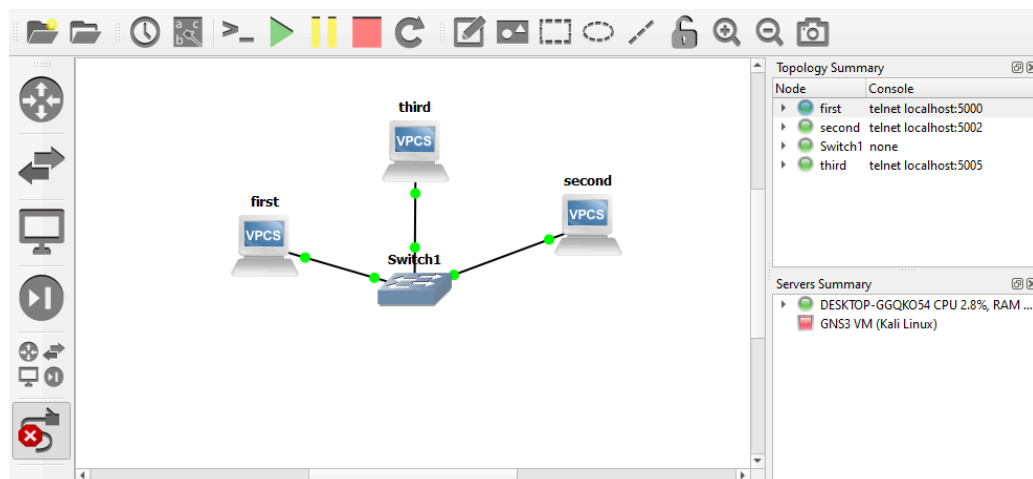 a c
b
>_
Topology Summary
Node Console
first telnet localhost:5000
second telnet localhost:5002
Switch1 none
third telnet localhost:5005
third
VPCS
second
VPCS
first
VPCS
Switch1
Servers Summary
DESKTOP-GGQKO54 CPU 2.8%, RAM ...
GNS3 VM (Kali Linux)